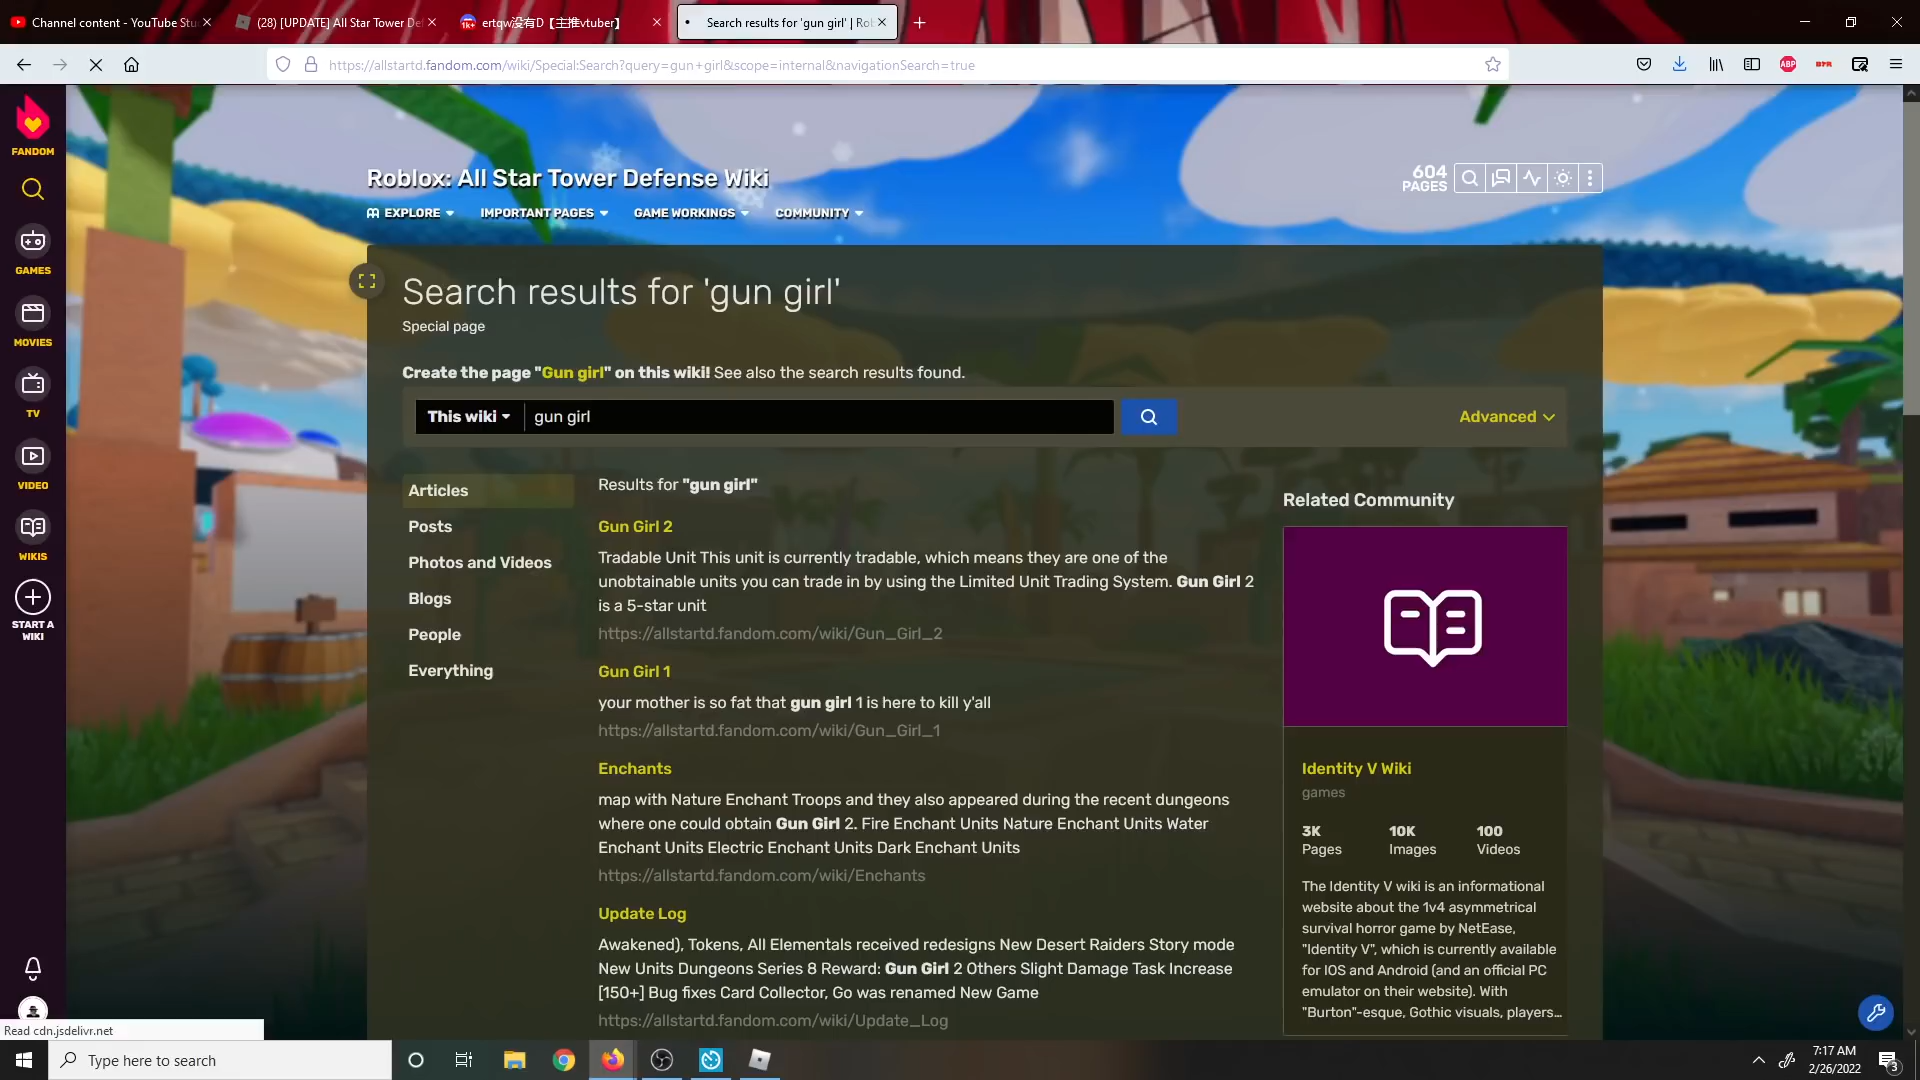 Channel content - YouTube Stu
(28) [UPDATE] All Star Tower De
ertqw没有D【主推vtuber】
Search results for 'gun girl' | Ro
https://allstartd.fandom.com/wiki/Special:Search?query=gun+girl&scope=internal&navigationSearch=true
ABP
FANDOM
GAMES
MOVIES
TV
VIDEO
WIKIS
START A
WIKI
Roblox: All Star Tower Defense Wiki
604
PAGES
EXPLORE
IMPORTANT PAGES
GAME WORKINGS
COMMUNITY
Search results for 'gun girl'
Special page
Create the page "Gun girl" on this wiki! See also the search results found.
This wiki
gun girl
Advanced
Articles
Posts
Photos and Videos
Blogs
People
Everything
Results for "gun girl"
Gun Girl 2
Tradable Unit This unit is currently tradable, which means they are one of the
unobtainable units you can trade in by using the Limited Unit Trading System. Gun Girl 2
is a 5-star unit
https://allstartd.fandom.com/wiki/Gun_Girl_2
Gun Girl 1
your mother is so fat that gun girl 1 is here to kill y'all
https://allstartd.fandom.com/wiki/Gun_Girl_1
Enchants
map with Nature Enchant Troops and they also appeared during the recent dungeons
where one could obtain Gun Girl 2. Fire Enchant Units Nature Enchant Units Water
Enchant Units Electric Enchant Units Dark Enchant Units
https://allstartd.fandom.com/wiki/Enchants
Update Log
Awakened), Tokens, All Elementals received redesigns New Desert Raiders Story mode
New Units Dungeons Series 8 Reward: Gun Girl 2 Others Slight Damage Task Increase
[150+] Bug fixes Card Collector, Go was renamed New Game
https://allstartd.fandom.com/wiki/Update_Log
Related Community
Identity V Wiki
games
3K
Pages
10K
Images
100
Videos
The Identity V wiki is an informational
website about the 1v4 asymmetrical
survival horror game by NetEase,
"Identity V", which is currently available
for IOS and Android (and an official PC
emulator on their website). With
"Burton"-esque, Gothic visuals, players...
Read cdn.jsdelivr.net
Type here to search
7:17 AM
2/26/2022
3